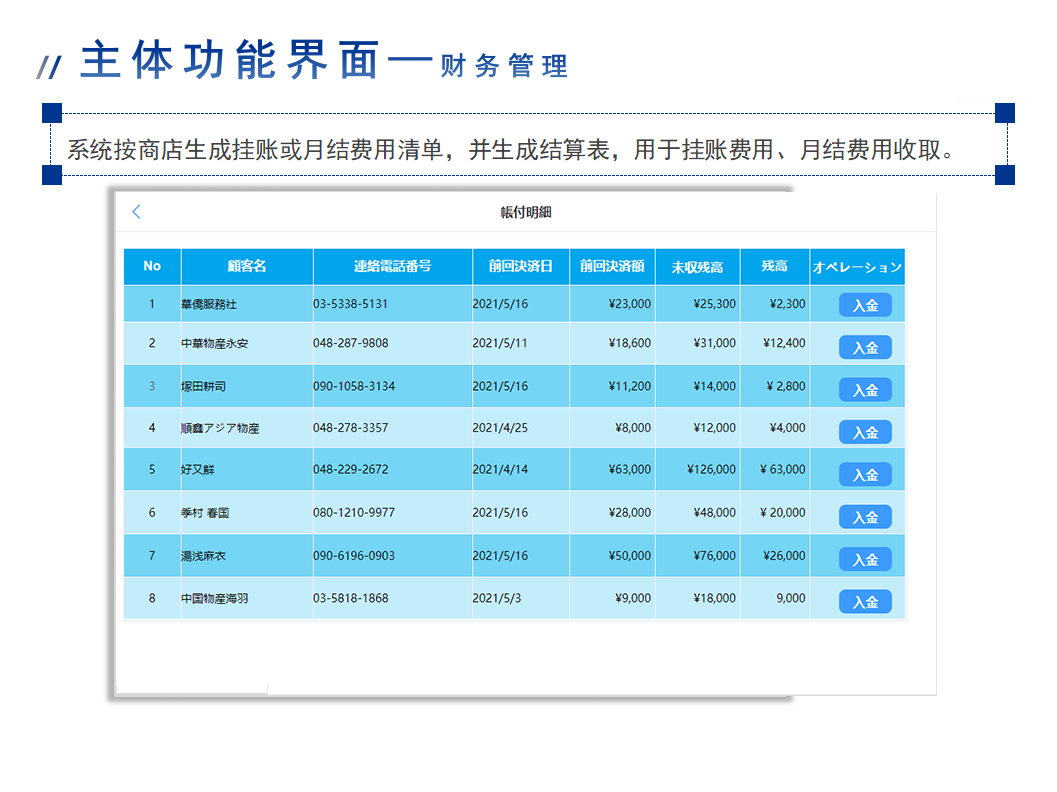 // 主体功能界面—财务管理
系统按商店生成挂账或月结费用清单，并生成结算表，用于挂账费用、月结费用收取。
帳付明細
No 顧客名 連絡電話番号 前回決済日 前回決済額 未収残高 残高 オペレーション
1 華僑服務社 03-5338-5131 2021/5/16 ¥23,000 ¥25,300 ¥2,300 入金
2 中華物産永安 048-287-9808 2021/5/11 ¥18,600 ¥31,000 ¥12,400 入金
3 塚田耕司 090-1058-3134 2021/5/16 ¥11,200 ¥14,000 ¥ 2,800 入金
4 順鑫アジア物産 048-278-3357 2021/4/25 ¥8,000 ¥12,000 ¥4,000 入金
5 好又鮮 048-229-2672 2021/4/14 ¥63,000 ¥126,000 ¥ 63,000 入金
6 季村 春国 080-1210-9977 2021/5/16 ¥28,000 ¥48,000 ¥ 20,000 入金
7 湯浅麻衣 090-6196-0903 2021/5/16 ¥50,000 ¥76,000 ¥26,000 入金
8 中国物産海羽 03-5818-1868 2021/5/3 ¥9,000 ¥18,000 9,000 入金